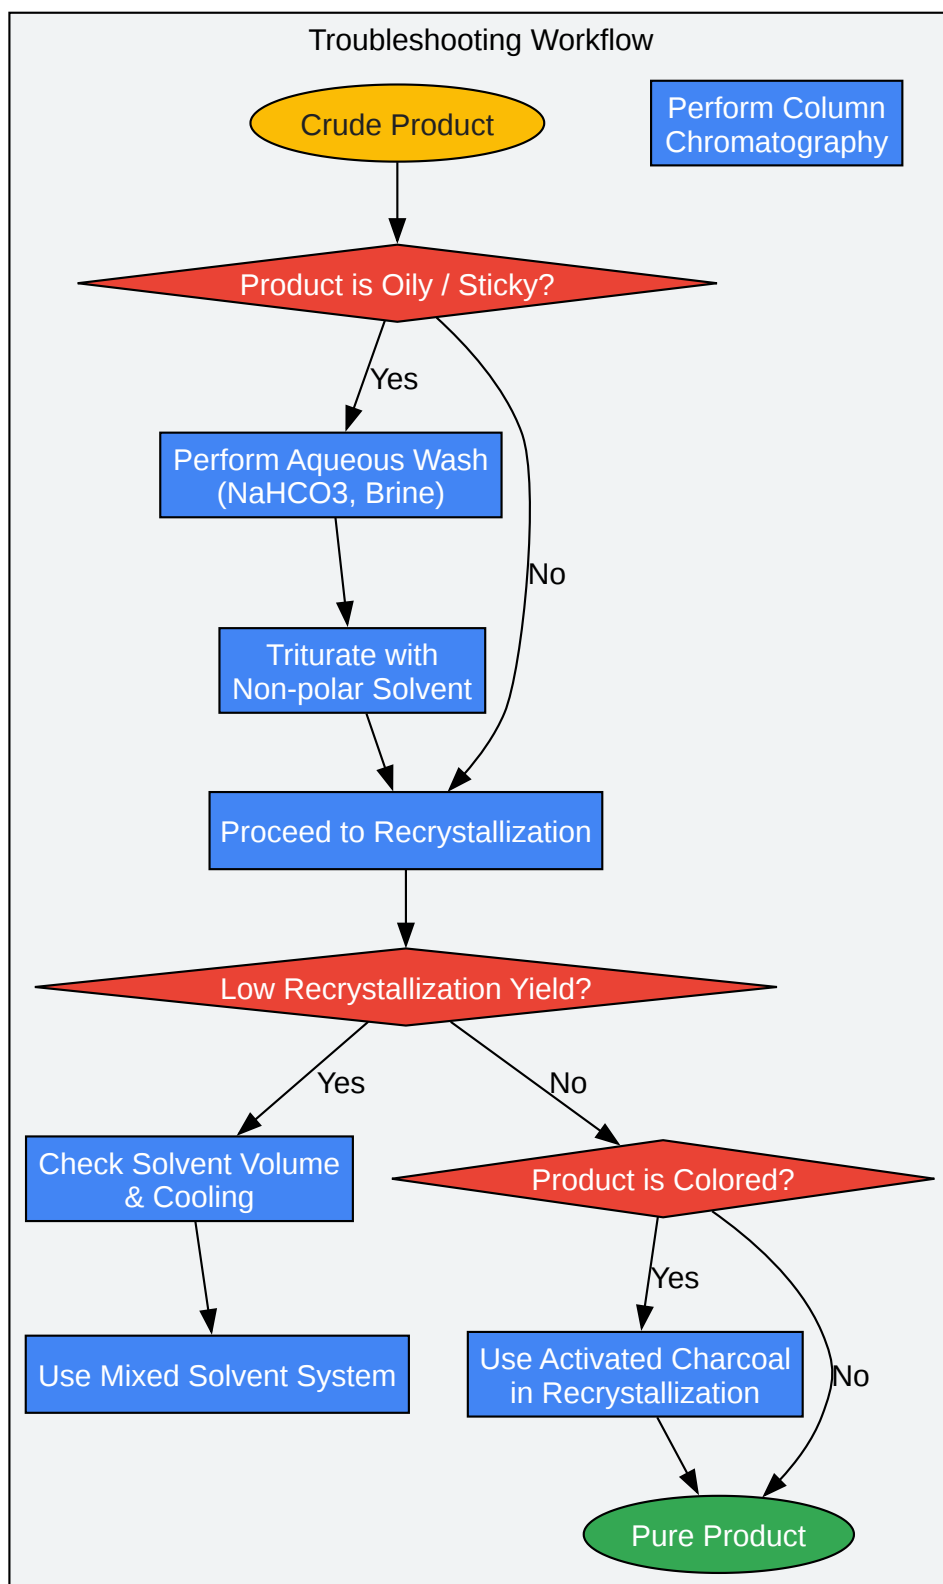 Troubleshooting Workflow
Crude Product
Perform Column
Chromatography
Product is Oily / Sticky?
Yes
Perform Aqueous Wash
(NaHCO3, Brine)
No
Triturate with
Non-polar Solvent
Proceed to Recrystallization
Low Recrystallization Yield?
Yes
No
Check Solvent Volume
& Cooling
Product is Colored?
Yes
Use Mixed Solvent System
Use Activated Charcoal
in Recrystallization
No
Pure Product